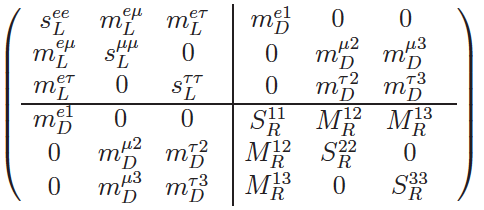 s_L^{ee} m_L^{eμ} m_L^{eτ} m_D^{e1} 0 0
m_L^{eμ} s_L^{μμ} 0 0 m_D^{μ2} m_D^{μ3}
m_L^{eτ} 0 s_L^{ττ} 0 m_D^{τ2} m_D^{τ3}
m_D^{e1} 0 0 S_R^{11} M_R^{12} M_R^{13}
0 m_D^{μ2} m_D^{τ2} M_R^{12} S_R^{22} 0
0 m_D^{μ3} m_D^{τ3} M_R^{13} 0 S_R^{33}